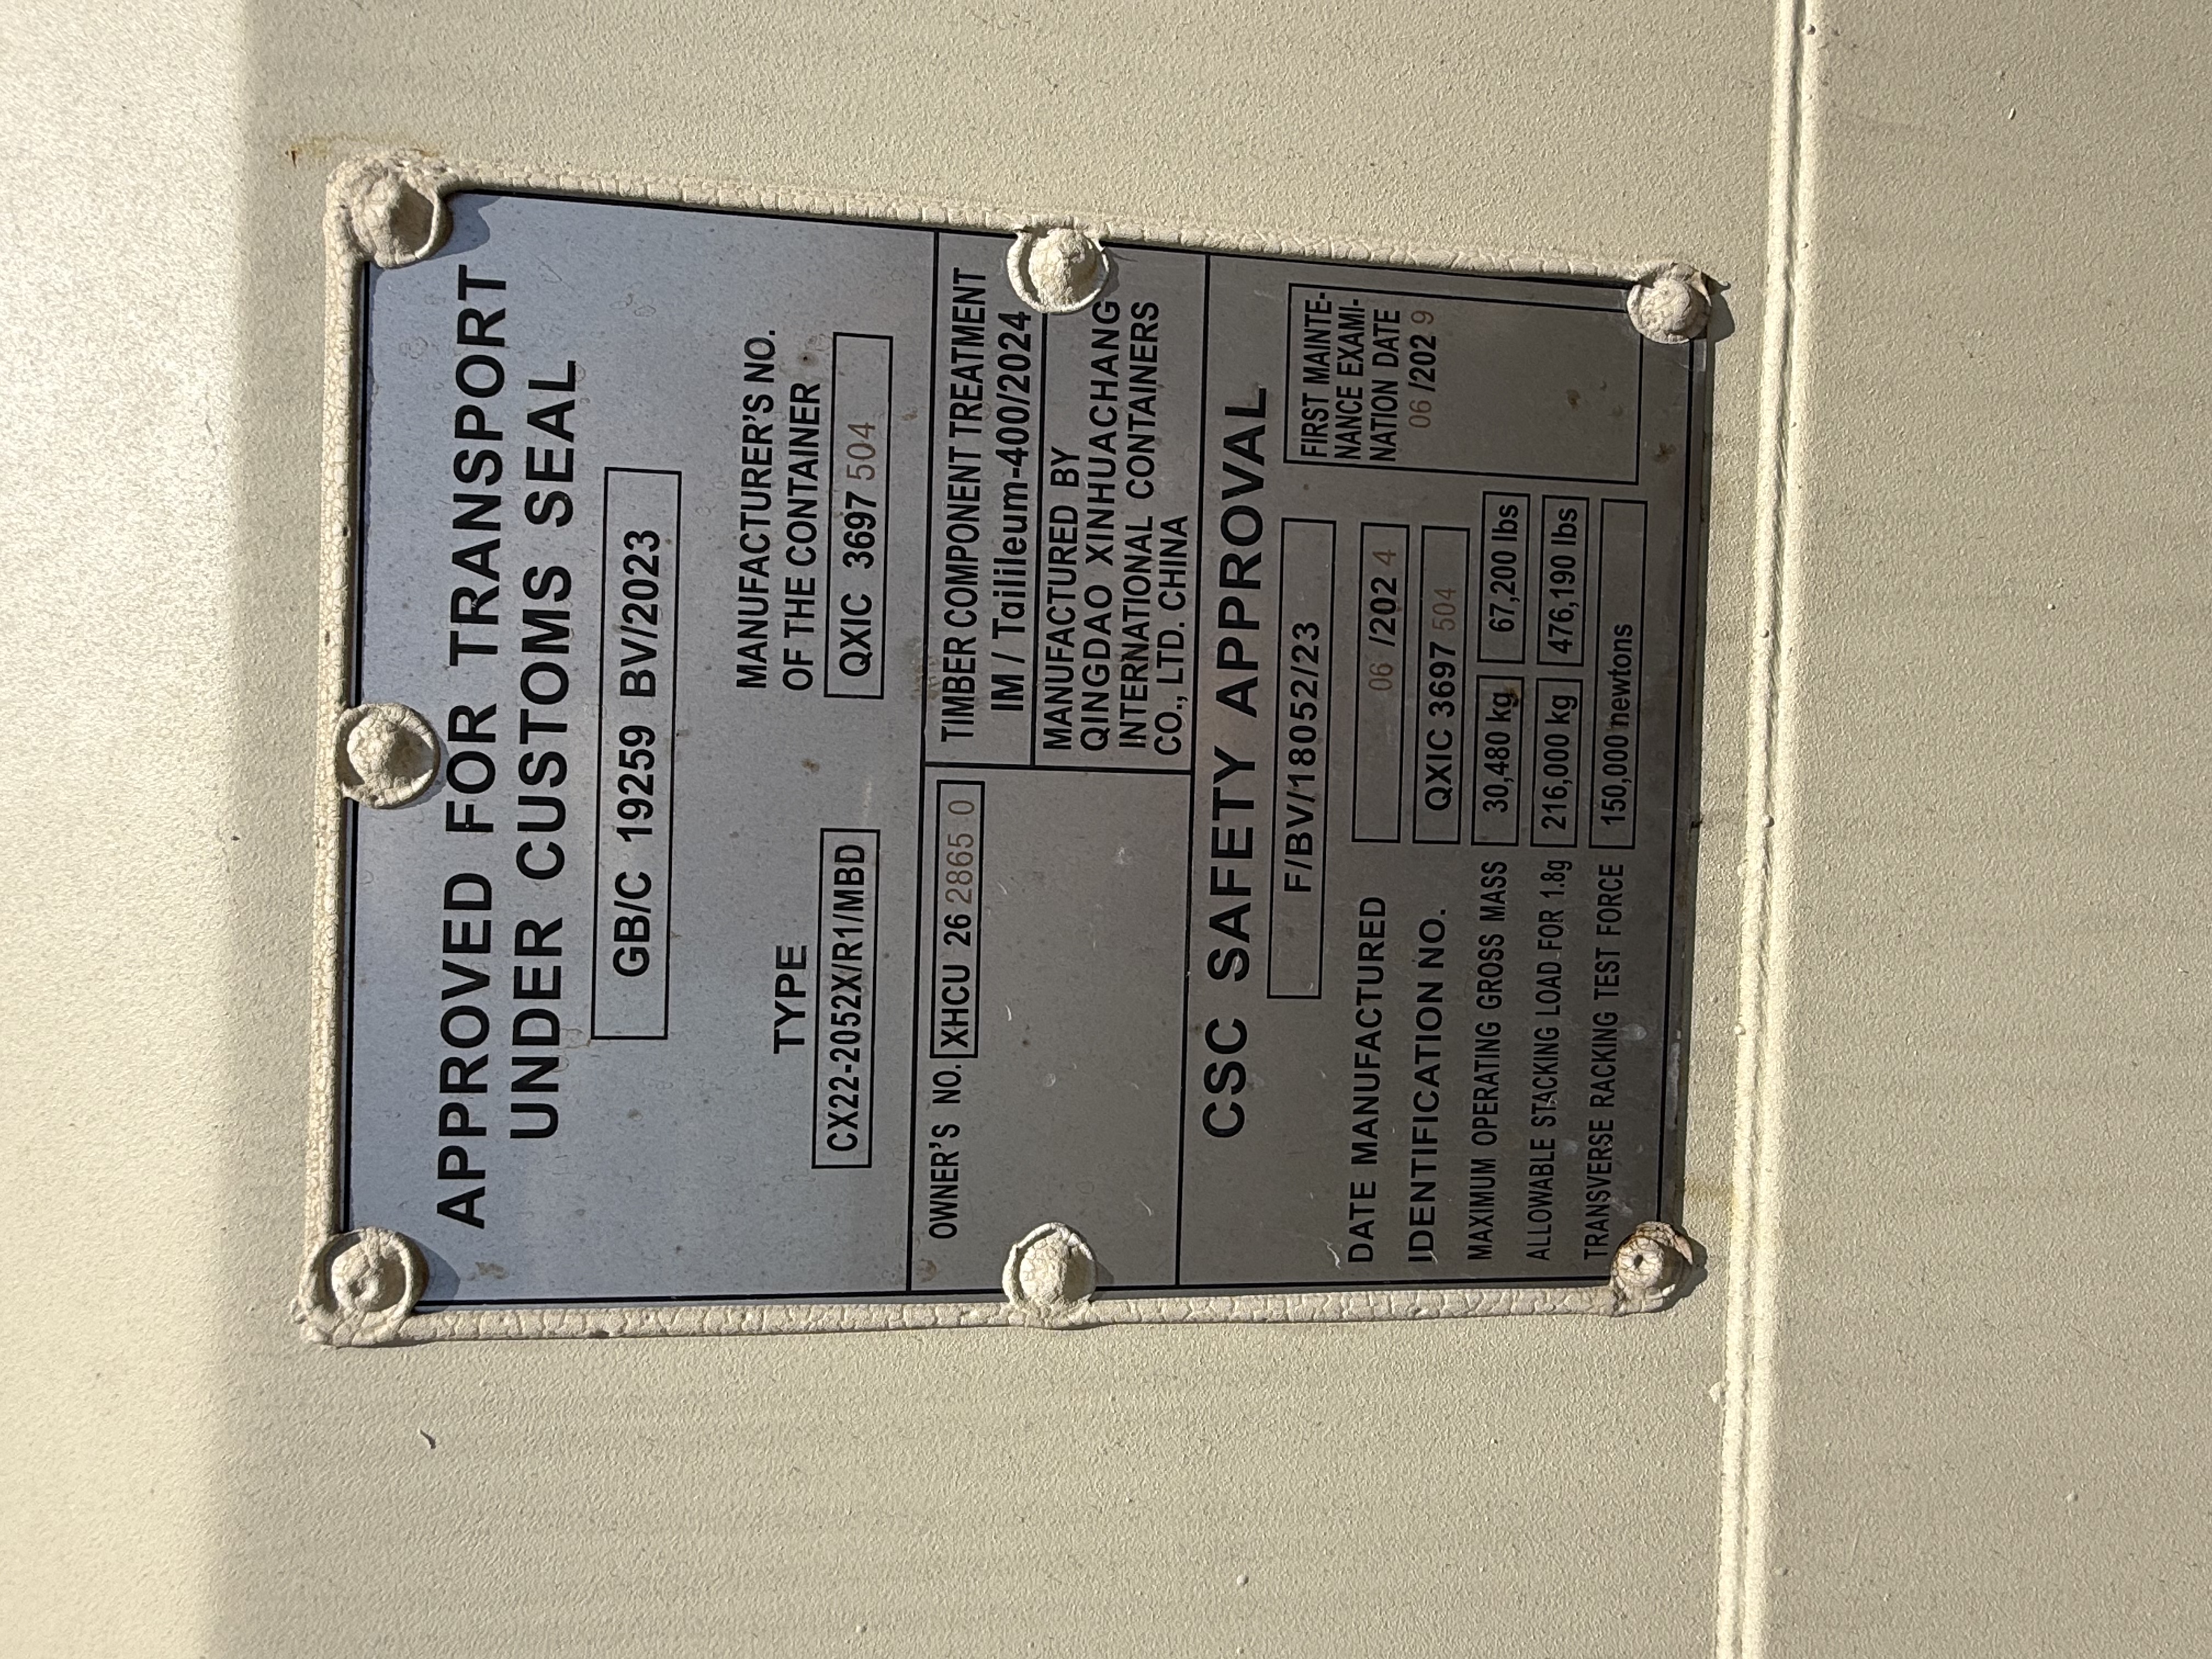 APPROVED FOR TRANSPORT
UNDER CUSTOMS SEAL
GB/C 19259 BV/2023
TYPE
CX22-2052X/R1/MBD
MANUFACTURER'S NO.
OF THE CONTAINER
QXIC 3697 504
OWNER'S NO. XHCU 26 2865 0
TIMBER COMPONENT TREATMENT
IM / Tailileum-400/2024
MANUFACTURED BY
QINGDAO XINHUACHANG
INTERNATIONAL CONTAINERS
CO., LTD. CHINA
CSC SAFETY APPROVAL
F/BV/18052/23
DATE MANUFACTURED 06 /202 4
IDENTIFICATION NO. QXIC 3697 504
MAXIMUM OPERATING GROSS MASS 30,480 kg 67,200 lbs
ALLOWABLE STACKING LOAD FOR 1.8g 216,000 kg 476,190 lbs
TRANSVERSE RACKING TEST FORCE 150,000 newtons
FIRST MAINTE-
NANCE EXAMI-
NATION DATE
06 /202 9